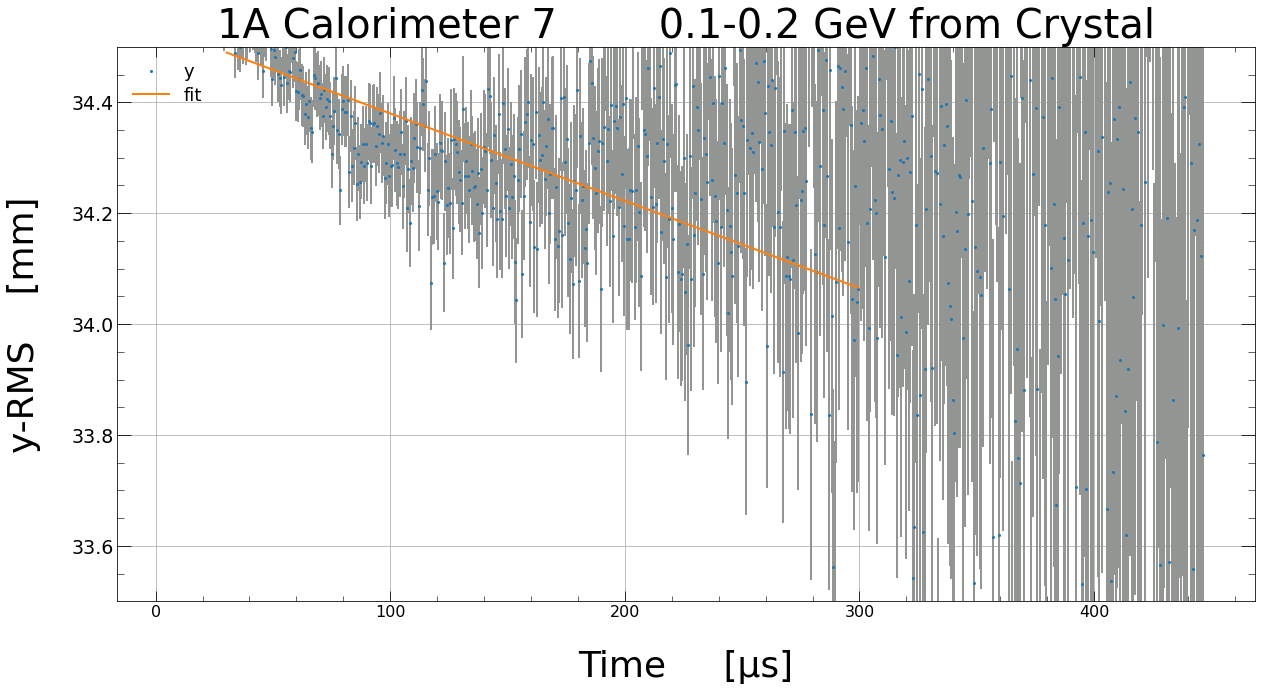 1A Calorimeter 7 0.1-0.2 GeV from Crystal
y
fit
34.4
34.2
34.0
33.8
33.6
y-RMS [mm]
0 100 200 300 400
Time [µs]